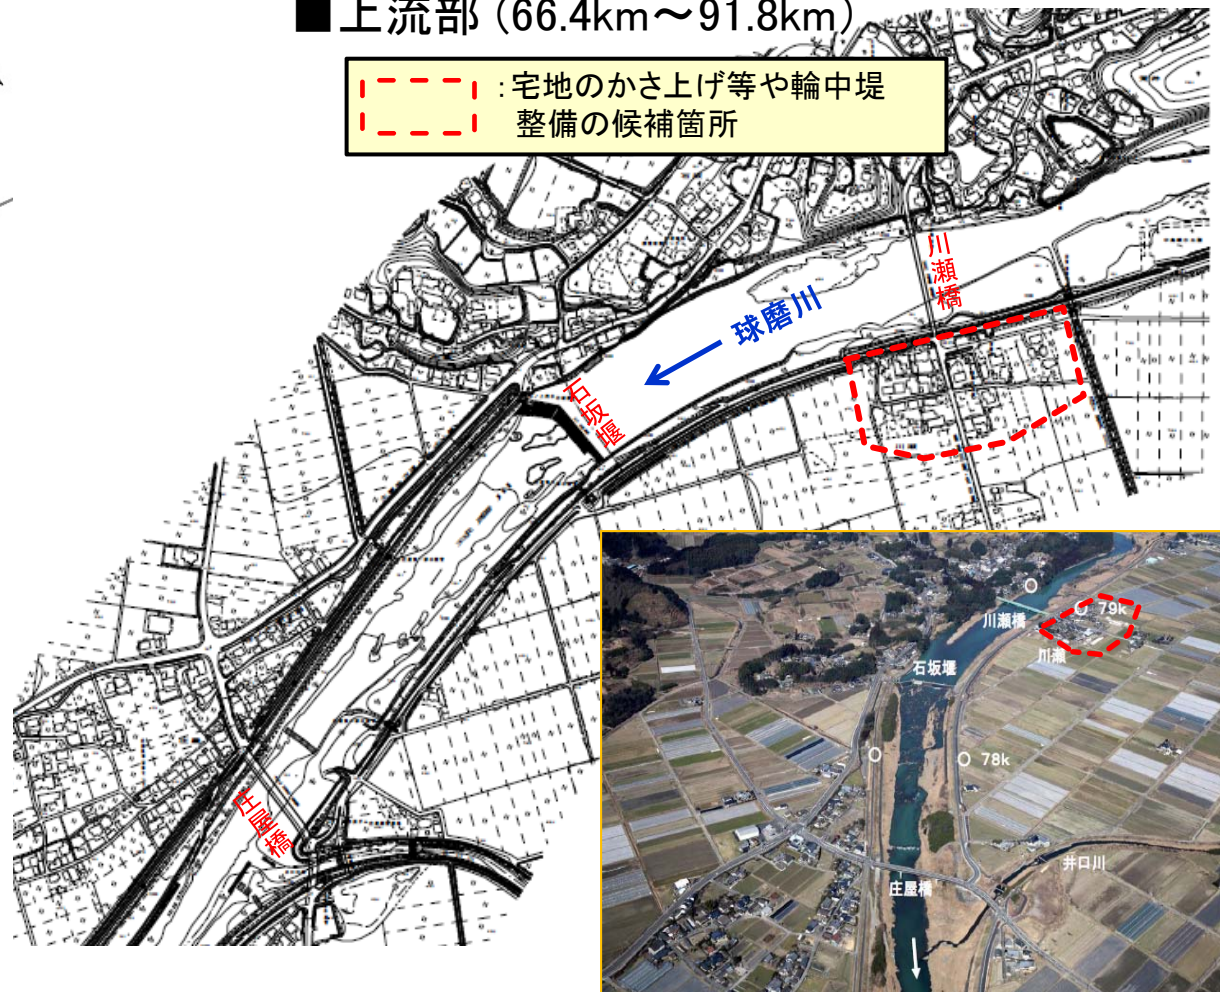 ■上流部（66.4km～91.8km）
：宅地のかさ上げ等や輪中堤
整備の候補箇所
川瀬橋
球磨川
石坂堰
庄屋橋
川瀬橋
79k
川瀬
石坂堰
78k
井口川
庄屋橋